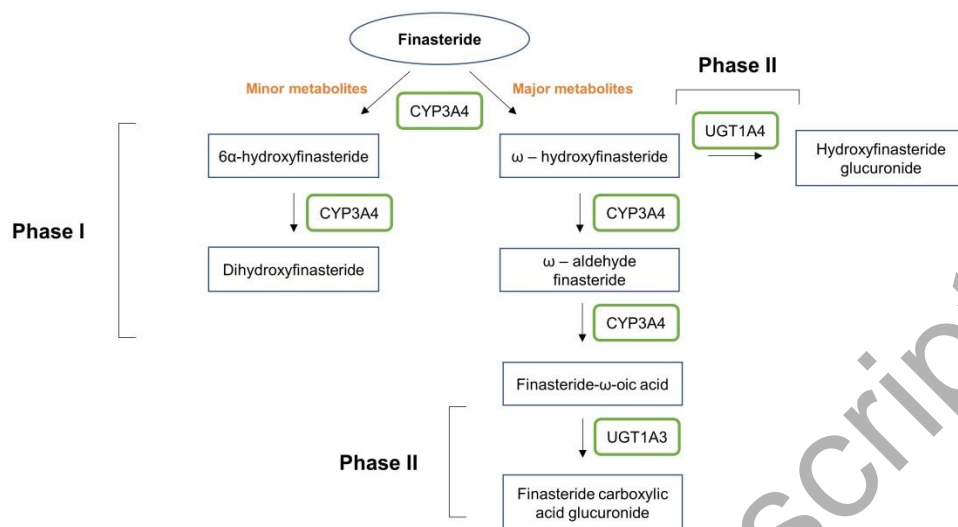 Finasteride
Phase II
Minor metabolites
Major metabolites
CYP3A4
UGT1A4
6α-hydroxyfinasteride
ω – hydroxyfinasteride
Hydroxyfinasteride
glucuronide
Phase I
CYP3A4
CYP3A4
Dihydroxyfinasteride
ω – aldehyde
finasteride
CYP3A4
Finasteride-ω-oic acid
Phase II
UGT1A3
Finasteride carboxylic
acid glucuronide